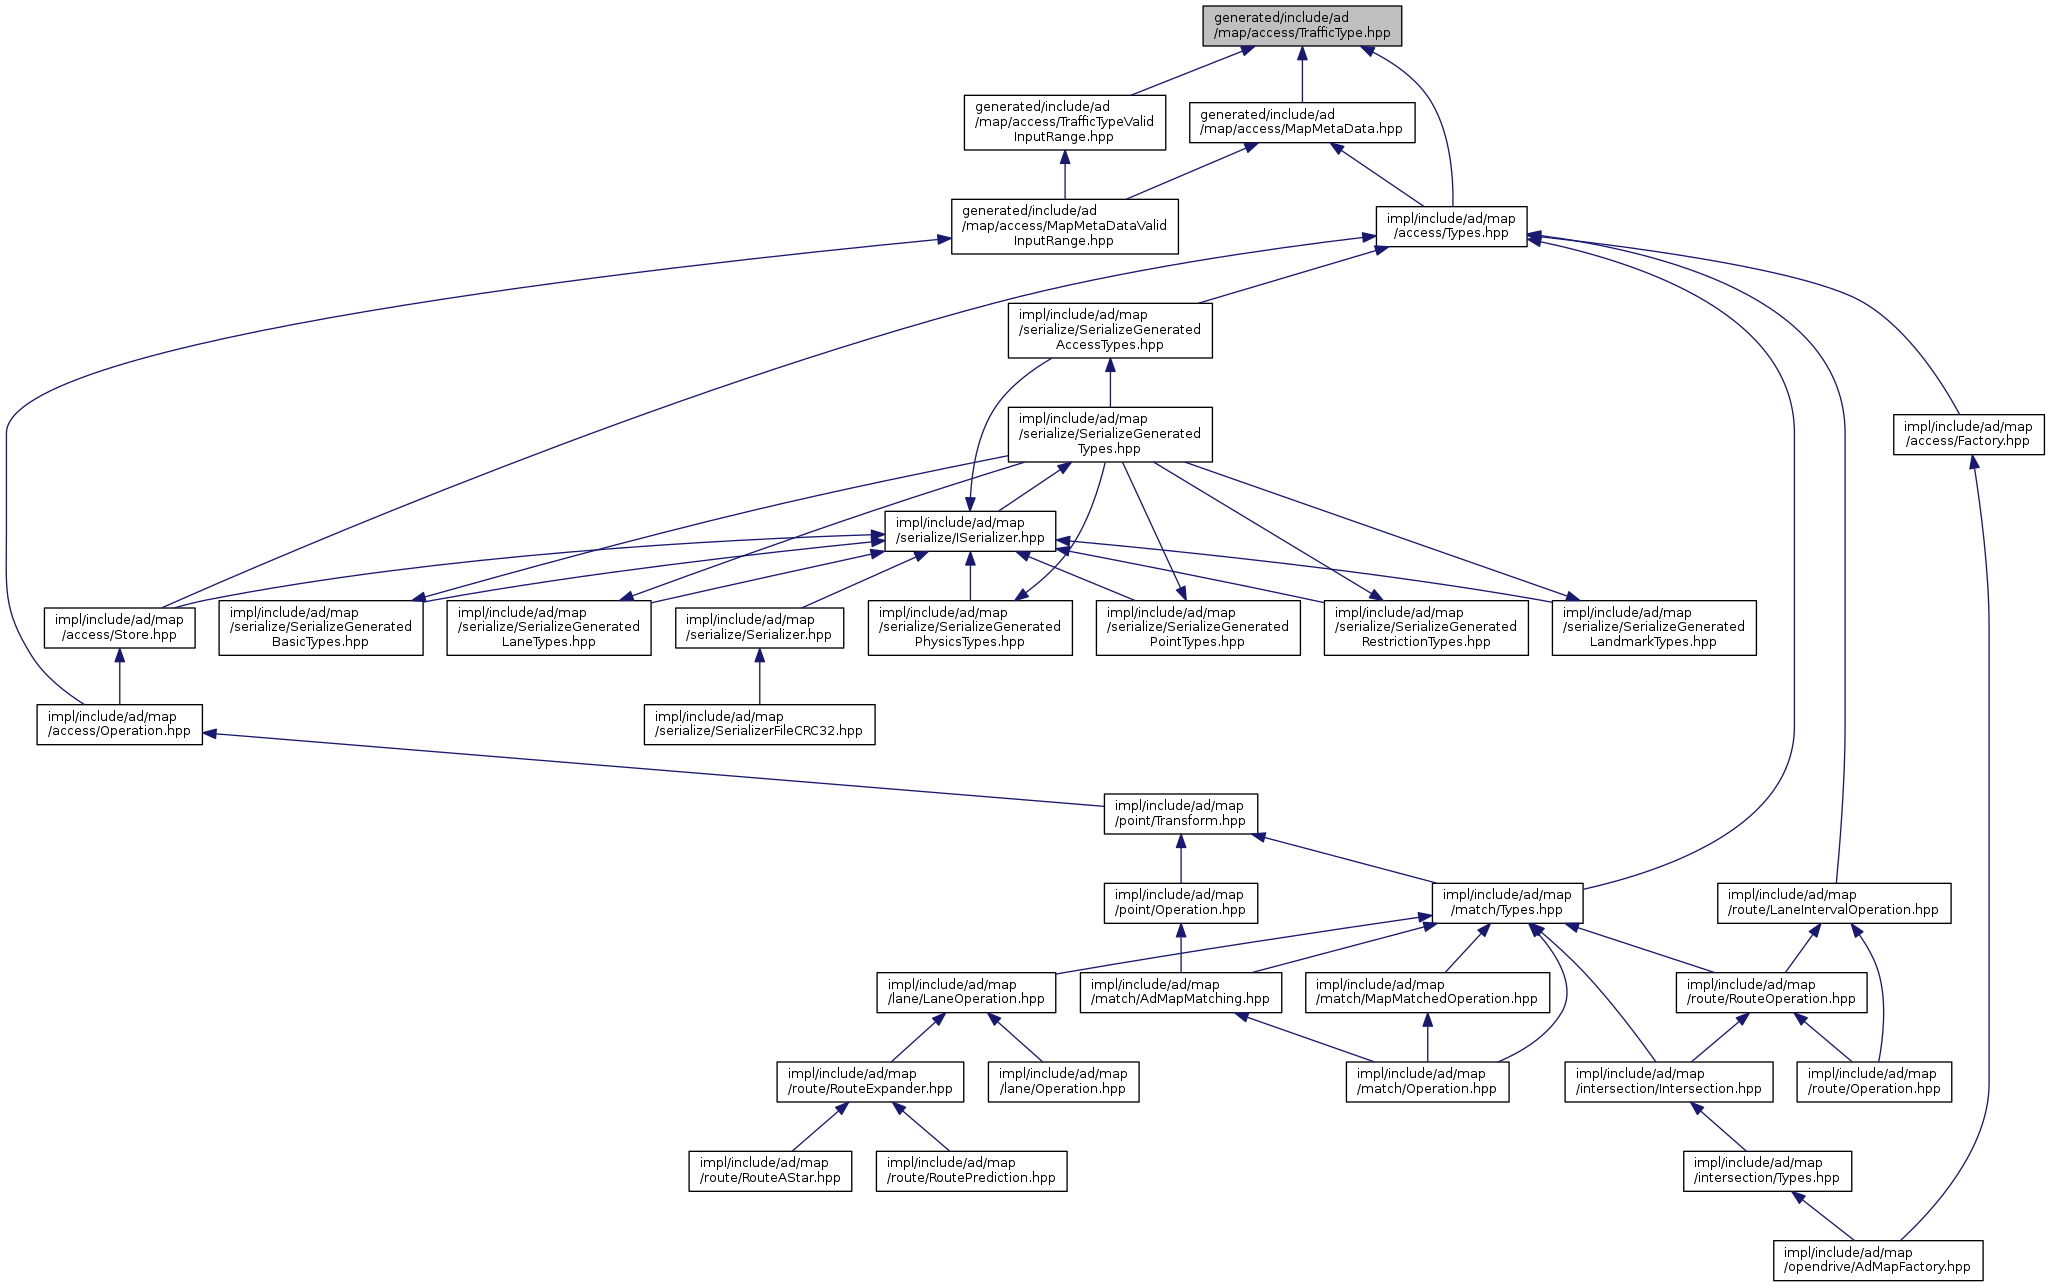 generated/include/ad
/map/access/TrafficType.hpp
generated/include/ad
/map/access/TrafficTypeValid
InputRange.hpp
generated/include/ad
/map/access/MapMetaData.hpp
generated/include/ad
/map/access/MapMetaDataValid
InputRange.hpp
impl/include/ad/map
/access/Types.hpp
impl/include/ad/map
/serialize/SerializeGenerated
AccessTypes.hpp
impl/include/ad/map
/serialize/SerializeGenerated
Types.hpp
impl/include/ad/map
/access/Factory.hpp
impl/include/ad/map
/serialize/ISerializer.hpp
impl/include/ad/map
/access/Store.hpp
impl/include/ad/map
/serialize/SerializeGenerated
BasicTypes.hpp
impl/include/ad/map
/serialize/SerializeGenerated
LaneTypes.hpp
impl/include/ad/map
/serialize/Serializer.hpp
impl/include/ad/map
/serialize/SerializeGenerated
PhysicsTypes.hpp
impl/include/ad/map
/serialize/SerializeGenerated
PointTypes.hpp
impl/include/ad/map
/serialize/SerializeGenerated
RestrictionTypes.hpp
impl/include/ad/map
/serialize/SerializeGenerated
LandmarkTypes.hpp
impl/include/ad/map
/access/Operation.hpp
impl/include/ad/map
/serialize/SerializerFileCRC32.hpp
impl/include/ad/map
/point/Transform.hpp
impl/include/ad/map
/point/Operation.hpp
impl/include/ad/map
/match/Types.hpp
impl/include/ad/map
/route/LaneIntervalOperation.hpp
impl/include/ad/map
/lane/LaneOperation.hpp
impl/include/ad/map
/match/AdMapMatching.hpp
impl/include/ad/map
/match/MapMatchedOperation.hpp
impl/include/ad/map
/route/RouteOperation.hpp
impl/include/ad/map
/route/RouteExpander.hpp
impl/include/ad/map
/lane/Operation.hpp
impl/include/ad/map
/match/Operation.hpp
impl/include/ad/map
/intersection/Intersection.hpp
impl/include/ad/map
/route/Operation.hpp
impl/include/ad/map
/route/RouteAStar.hpp
impl/include/ad/map
/route/RoutePrediction.hpp
impl/include/ad/map
/intersection/Types.hpp
impl/include/ad/map
/opendrive/AdMapFactory.hpp